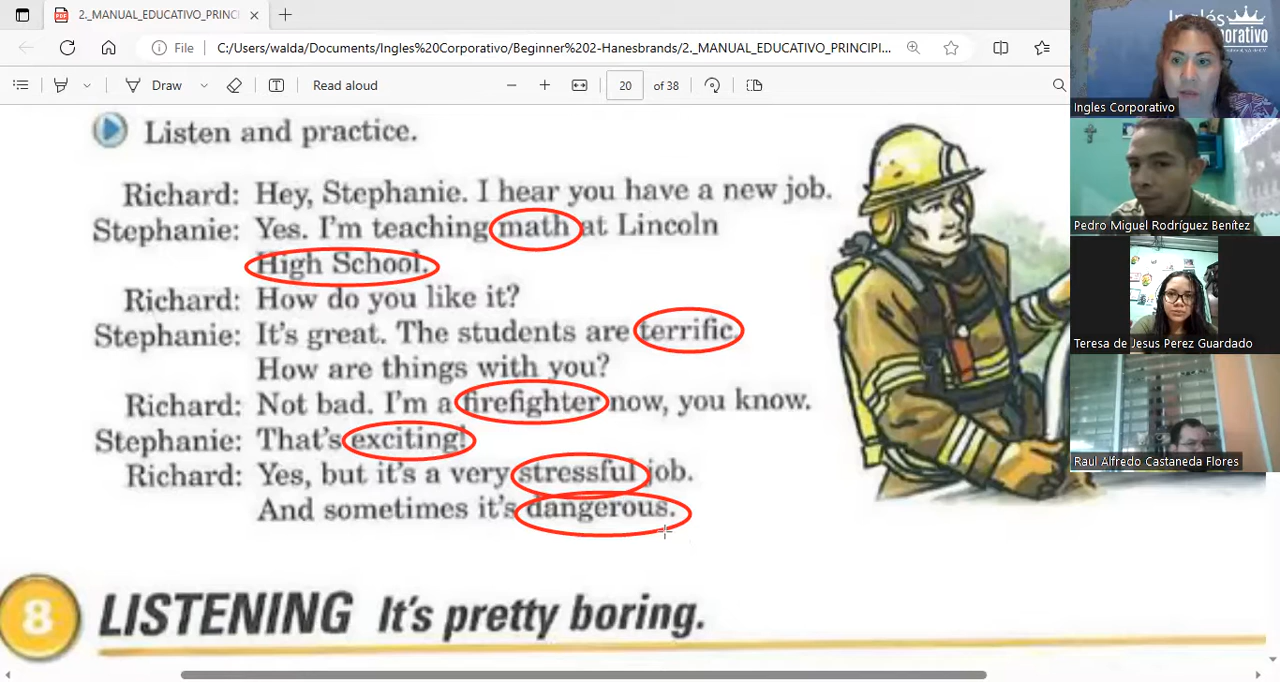 2._MANUAL_EDUCATIVO_PRINCI
File C:/Users/walda/Documents/Ingles%20Corporativo/Beginner%202-Hanesbrands/2._MANUAL_EDUCATIVO_PRINCIPI...
Draw Read aloud 20 of 38
Listen and practice.
Richard: Hey, Stephanie. I hear you have a new job.
Stephanie: Yes. I'm teaching math at Lincoln
High School.
Richard: How do you like it?
Stephanie: It's great. The students are terrific.
How are things with you?
Richard: Not bad. I'm a firefighter now, you know.
Stephanie: That's exciting!
Richard: Yes, but it's a very stressful job.
And sometimes it's dangerous.
8 LISTENING It's pretty boring.
Inglés
Ingles Corporativo
Pedro Miguel Rodríguez Benítez
Teresa de Jesus Perez Guardado
Raul Alfredo Castaneda Flores